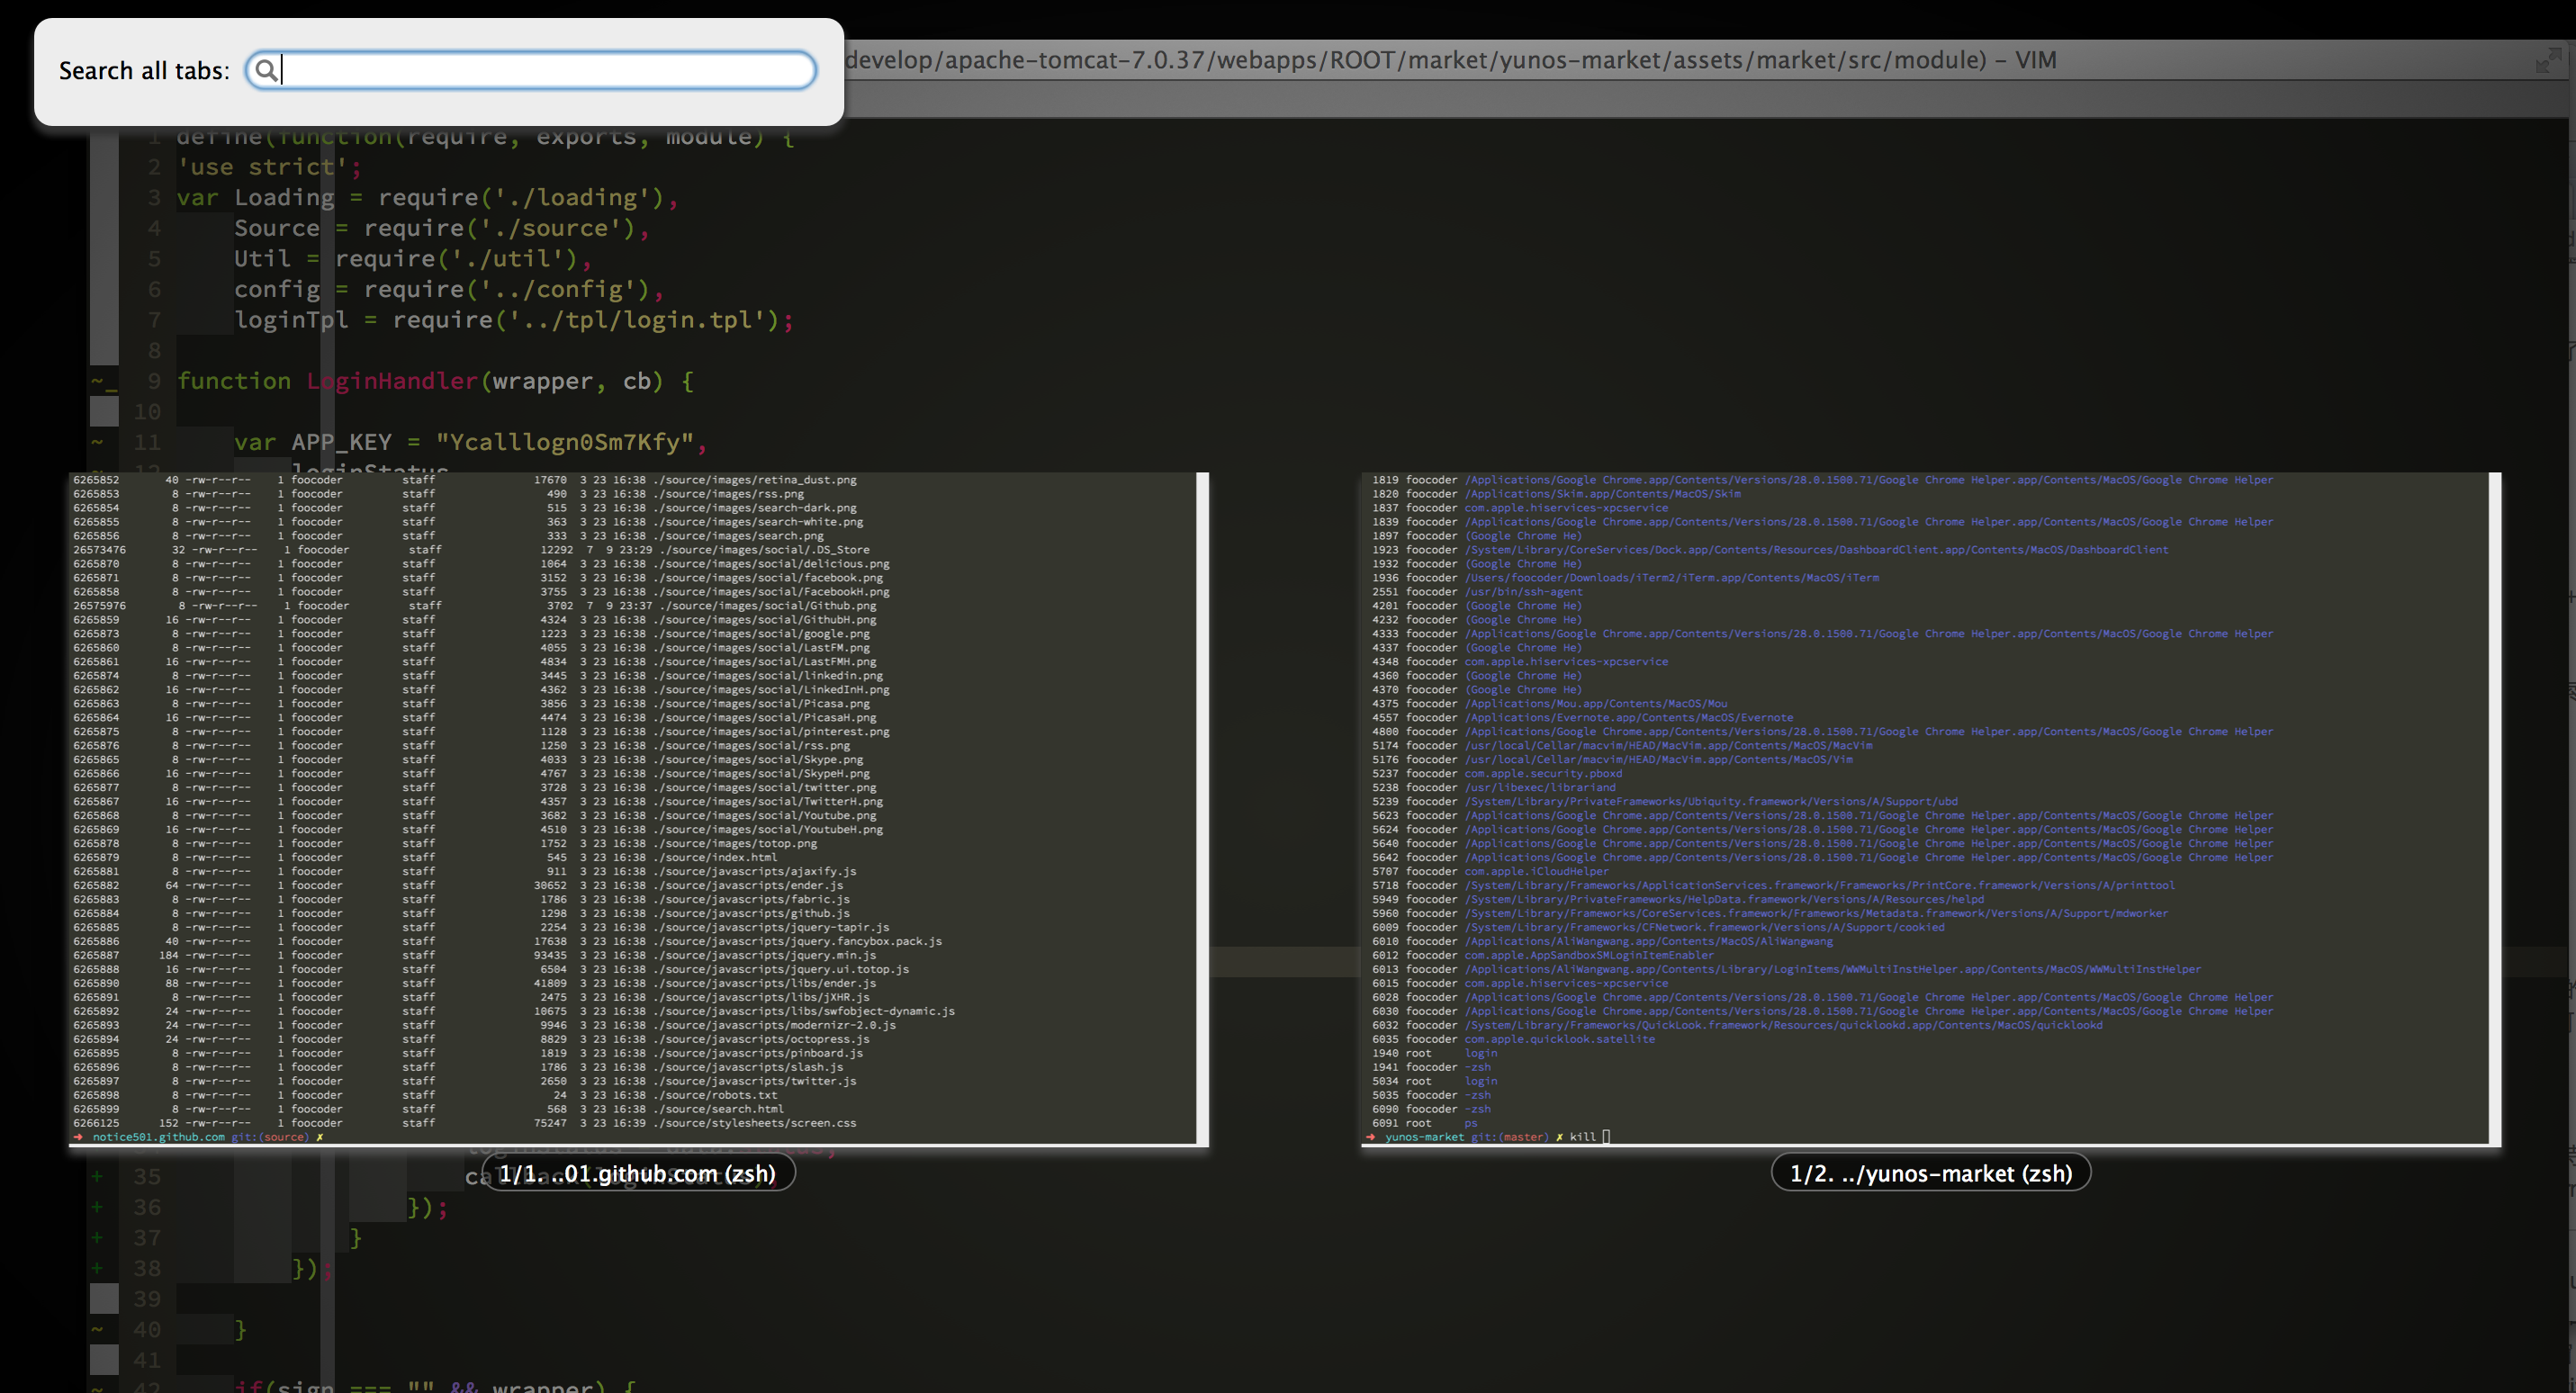 Search all tabs:
develop/apache-tomcat-7.0.37/webapps/ROOT/market/yunos-market/assets/market/src/module) – VIM
1 define(function(require, exports, module) {
2 'use strict';
3 var Loading = require('./loading'),
4 Source = require('./source'),
5 Util = require('./util'),
6 config = require('../config'),
7 loginTpl = require('../tpl/login.tpl');
8
~_ 9 function LoginHandler(wrapper, cb) {
10
~ 11 var APP_KEY = "Ycalllogn0Sm7Kfy",
~ 12 loginStatus
6265852 40 -rw-r--r-- 1 foocoder staff 17670 3 23 16:38 ./source/images/retina_dust.png
6265853 8 -rw-r--r-- 1 foocoder staff 490 3 23 16:38 ./source/images/rss.png
6265854 8 -rw-r--r-- 1 foocoder staff 515 3 23 16:38 ./source/images/search-dark.png
6265855 8 -rw-r--r-- 1 foocoder staff 363 3 23 16:38 ./source/images/search-white.png
6265856 8 -rw-r--r-- 1 foocoder staff 333 3 23 16:38 ./source/images/search.png
26573476 32 -rw-r--r-- 1 foocoder staff 12292 7 9 23:29 ./source/images/social/.DS_Store
6265870 8 -rw-r--r-- 1 foocoder staff 1064 3 23 16:38 ./source/images/social/delicious.png
6265871 8 -rw-r--r-- 1 foocoder staff 3152 3 23 16:38 ./source/images/social/facebook.png
6265858 8 -rw-r--r-- 1 foocoder staff 3755 3 23 16:38 ./source/images/social/FacebookH.png
26575976 8 -rw-r--r-- 1 foocoder staff 3702 7 9 23:37 ./source/images/social/Github.png
6265859 16 -rw-r--r-- 1 foocoder staff 4324 3 23 16:38 ./source/images/social/GithubH.png
6265873 8 -rw-r--r-- 1 foocoder staff 1223 3 23 16:38 ./source/images/social/google.png
6265860 8 -rw-r--r-- 1 foocoder staff 4055 3 23 16:38 ./source/images/social/LastFM.png
6265861 16 -rw-r--r-- 1 foocoder staff 4834 3 23 16:38 ./source/images/social/LastFMH.png
6265874 8 -rw-r--r-- 1 foocoder staff 3445 3 23 16:38 ./source/images/social/linkedin.png
6265862 16 -rw-r--r-- 1 foocoder staff 4362 3 23 16:38 ./source/images/social/LinkedInH.png
6265863 8 -rw-r--r-- 1 foocoder staff 3856 3 23 16:38 ./source/images/social/Picasa.png
6265864 16 -rw-r--r-- 1 foocoder staff 4474 3 23 16:38 ./source/images/social/PicasaH.png
6265875 8 -rw-r--r-- 1 foocoder staff 1128 3 23 16:38 ./source/images/social/pinterest.png
6265876 8 -rw-r--r-- 1 foocoder staff 1250 3 23 16:38 ./source/images/social/rss.png
6265865 8 -rw-r--r-- 1 foocoder staff 4033 3 23 16:38 ./source/images/social/Skype.png
6265866 16 -rw-r--r-- 1 foocoder staff 4767 3 23 16:38 ./source/images/social/SkypeH.png
6265877 8 -rw-r--r-- 1 foocoder staff 3728 3 23 16:38 ./source/images/social/twitter.png
6265867 16 -rw-r--r-- 1 foocoder staff 4357 3 23 16:38 ./source/images/social/TwitterH.png
6265868 8 -rw-r--r-- 1 foocoder staff 3682 3 23 16:38 ./source/images/social/Youtube.png
6265869 16 -rw-r--r-- 1 foocoder staff 4510 3 23 16:38 ./source/images/social/YoutubeH.png
6265878 8 -rw-r--r-- 1 foocoder staff 1752 3 23 16:38 ./source/images/totop.png
6265879 8 -rw-r--r-- 1 foocoder staff 545 3 23 16:38 ./source/index.html
6265881 8 -rw-r--r-- 1 foocoder staff 911 3 23 16:38 ./source/javascripts/ajaxify.js
6265882 64 -rw-r--r-- 1 foocoder staff 30652 3 23 16:38 ./source/javascripts/ender.js
6265883 8 -rw-r--r-- 1 foocoder staff 1786 3 23 16:38 ./source/javascripts/fabric.js
6265884 8 -rw-r--r-- 1 foocoder staff 1298 3 23 16:38 ./source/javascripts/github.js
6265885 8 -rw-r--r-- 1 foocoder staff 2254 3 23 16:38 ./source/javascripts/jquery-tapir.js
6265886 40 -rw-r--r-- 1 foocoder staff 17638 3 23 16:38 ./source/javascripts/jquery.fancybox.pack.js
6265887 184 -rw-r--r-- 1 foocoder staff 93435 3 23 16:38 ./source/javascripts/jquery.min.js
6265888 16 -rw-r--r-- 1 foocoder staff 6504 3 23 16:38 ./source/javascripts/jquery.ui.totop.js
6265890 88 -rw-r--r-- 1 foocoder staff 41809 3 23 16:38 ./source/javascripts/libs/ender.js
6265891 8 -rw-r--r-- 1 foocoder staff 2475 3 23 16:38 ./source/javascripts/libs/jXHR.js
6265892 24 -rw-r--r-- 1 foocoder staff 10675 3 23 16:38 ./source/javascripts/libs/swfobject-dynamic.js
6265893 24 -rw-r--r-- 1 foocoder staff 9946 3 23 16:38 ./source/javascripts/modernizr-2.0.js
6265894 24 -rw-r--r-- 1 foocoder staff 8829 3 23 16:38 ./source/javascripts/octopress.js
6265895 8 -rw-r--r-- 1 foocoder staff 1819 3 23 16:38 ./source/javascripts/pinboard.js
6265896 8 -rw-r--r-- 1 foocoder staff 1786 3 23 16:38 ./source/javascripts/slash.js
6265897 8 -rw-r--r-- 1 foocoder staff 2650 3 23 16:38 ./source/javascripts/twitter.js
6265898 8 -rw-r--r-- 1 foocoder staff 24 3 23 16:38 ./source/robots.txt
6265899 8 -rw-r--r-- 1 foocoder staff 568 3 23 16:38 ./source/search.html
6266125 152 -rw-r--r-- 1 foocoder staff 75247 3 23 16:39 ./source/stylesheets/screen.css
➜ notice501.github.com git:(source) ✗
1/1. ..01.github.com (zsh)
1819 foocoder /Applications/Google Chrome.app/Contents/Versions/28.0.1500.71/Google Chrome Helper.app/Contents/MacOS/Google Chrome Helper
1820 foocoder /Applications/Skim.app/Contents/MacOS/Skim
1837 foocoder com.apple.hiservices-xpcservice
1839 foocoder /Applications/Google Chrome.app/Contents/Versions/28.0.1500.71/Google Chrome Helper.app/Contents/MacOS/Google Chrome Helper
1897 foocoder (Google Chrome He)
1923 foocoder /System/Library/CoreServices/Dock.app/Contents/Resources/DashboardClient.app/Contents/MacOS/DashboardClient
1932 foocoder (Google Chrome He)
1936 foocoder /Users/foocoder/Downloads/iTerm2/iTerm.app/Contents/MacOS/iTerm
2551 foocoder /usr/bin/ssh-agent
4201 foocoder (Google Chrome He)
4232 foocoder (Google Chrome He)
4333 foocoder /Applications/Google Chrome.app/Contents/Versions/28.0.1500.71/Google Chrome Helper.app/Contents/MacOS/Google Chrome Helper
4337 foocoder (Google Chrome He)
4348 foocoder com.apple.hiservices-xpcservice
4360 foocoder (Google Chrome He)
4370 foocoder (Google Chrome He)
4375 foocoder /Applications/Mou.app/Contents/MacOS/Mou
4557 foocoder /Applications/Evernote.app/Contents/MacOS/Evernote
4800 foocoder /Applications/Google Chrome.app/Contents/Versions/28.0.1500.71/Google Chrome Helper.app/Contents/MacOS/Google Chrome Helper
5174 foocoder /usr/local/Cellar/macvim/HEAD/MacVim.app/Contents/MacOS/MacVim
5176 foocoder /usr/local/Cellar/macvim/HEAD/MacVim.app/Contents/MacOS/Vim
5237 foocoder com.apple.security.pboxd
5238 foocoder /usr/libexec/librariand
5239 foocoder /System/Library/PrivateFrameworks/Ubiquity.framework/Versions/A/Support/ubd
5623 foocoder /Applications/Google Chrome.app/Contents/Versions/28.0.1500.71/Google Chrome Helper.app/Contents/MacOS/Google Chrome Helper
5624 foocoder /Applications/Google Chrome.app/Contents/Versions/28.0.1500.71/Google Chrome Helper.app/Contents/MacOS/Google Chrome Helper
5640 foocoder /Applications/Google Chrome.app/Contents/Versions/28.0.1500.71/Google Chrome Helper.app/Contents/MacOS/Google Chrome Helper
5642 foocoder /Applications/Google Chrome.app/Contents/Versions/28.0.1500.71/Google Chrome Helper.app/Contents/MacOS/Google Chrome Helper
5707 foocoder com.apple.iCloudHelper
5718 foocoder /System/Library/Frameworks/ApplicationServices.framework/Frameworks/PrintCore.framework/Versions/A/printtool
5949 foocoder /System/Library/PrivateFrameworks/HelpData.framework/Versions/A/Resources/helpd
5960 foocoder /System/Library/Frameworks/CoreServices.framework/Frameworks/Metadata.framework/Versions/A/Support/mdworker
6009 foocoder /System/Library/Frameworks/CFNetwork.framework/Versions/A/Support/cookied
6010 foocoder /Applications/AliWangwang.app/Contents/MacOS/AliWangwang
6012 foocoder com.apple.AppSandboxSMLoginItemEnabler
6013 foocoder /Applications/AliWangwang.app/Contents/Library/LoginItems/WWMultiInstHelper.app/Contents/MacOS/WWMultiInstHelper
6015 foocoder com.apple.hiservices-xpcservice
6028 foocoder /Applications/Google Chrome.app/Contents/Versions/28.0.1500.71/Google Chrome Helper.app/Contents/MacOS/Google Chrome Helper
6030 foocoder /Applications/Google Chrome.app/Contents/Versions/28.0.1500.71/Google Chrome Helper.app/Contents/MacOS/Google Chrome Helper
6032 foocoder /System/Library/Frameworks/QuickLook.framework/Resources/quicklookd.app/Contents/MacOS/quicklookd
6035 foocoder com.apple.quicklook.satellite
1940 root login
1941 foocoder -zsh
5034 root login
5035 foocoder -zsh
6090 foocoder -zsh
6091 root ps
➜ yunos-market git:(master) ✗ kill
1/2. ../yunos-market (zsh)
+ 35
+ 36 });
+ 37 }
+ 38 });
39
~ 40 }
41
~ 42 if(sign === "" && wrapper) {